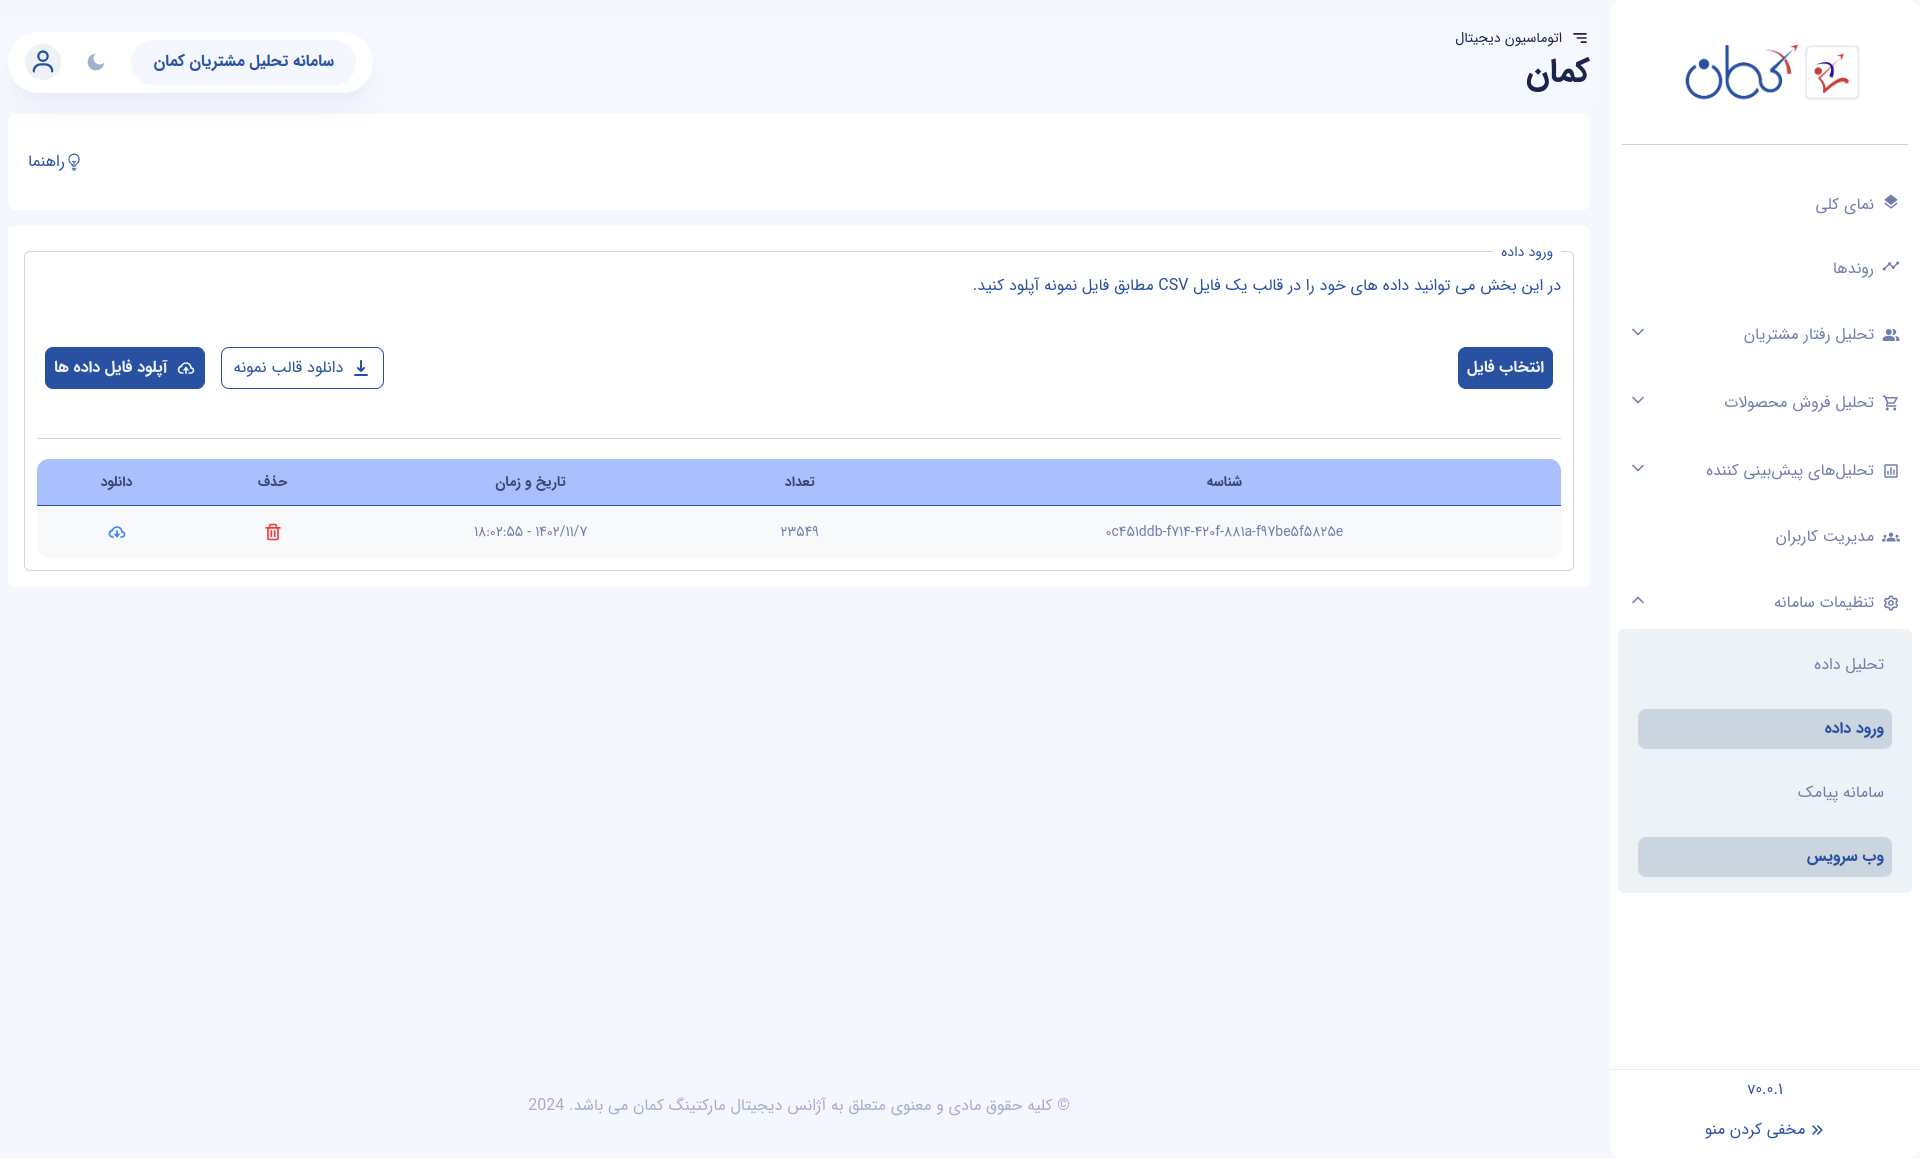 کمان
نمای کلی
روندها
تحلیل رفتار مشتریان
تحلیل فروش محصولات
تحلیل‌های پیش‌بینی کننده
مدیریت کاربران
تنظیمات سامانه
تحلیل داده
ورود داده
سامانه پیامک
وب سرویس
v۰.۰.۱
مخفی کردن منو
اتوماسیون دیجیتال
کمان
سامانه تحلیل مشتریان کمان
راهنما
ورود داده
در این بخش می توانید داده های خود را در قالب یک فایل CSV مطابق فایل نمونه آپلود کنید.
انتخاب فایل
دانلود قالب نمونه
آپلود فایل داده ها
شناسه تعداد تاریخ و زمان حذف دانلود
۰c۴۵۱ddb-f۷۱۴-۴۲۰f-۸۸۱a-f۹۷be۵f۵۸۲۵e ۲۳۵۴۹ ۱۴۰۲/۱۱/۷ - ۱۸:۰۲:۵۵
© کلیه حقوق مادی و معنوی متعلق به آژانس دیجیتال مارکتینگ کمان می باشد. 2024